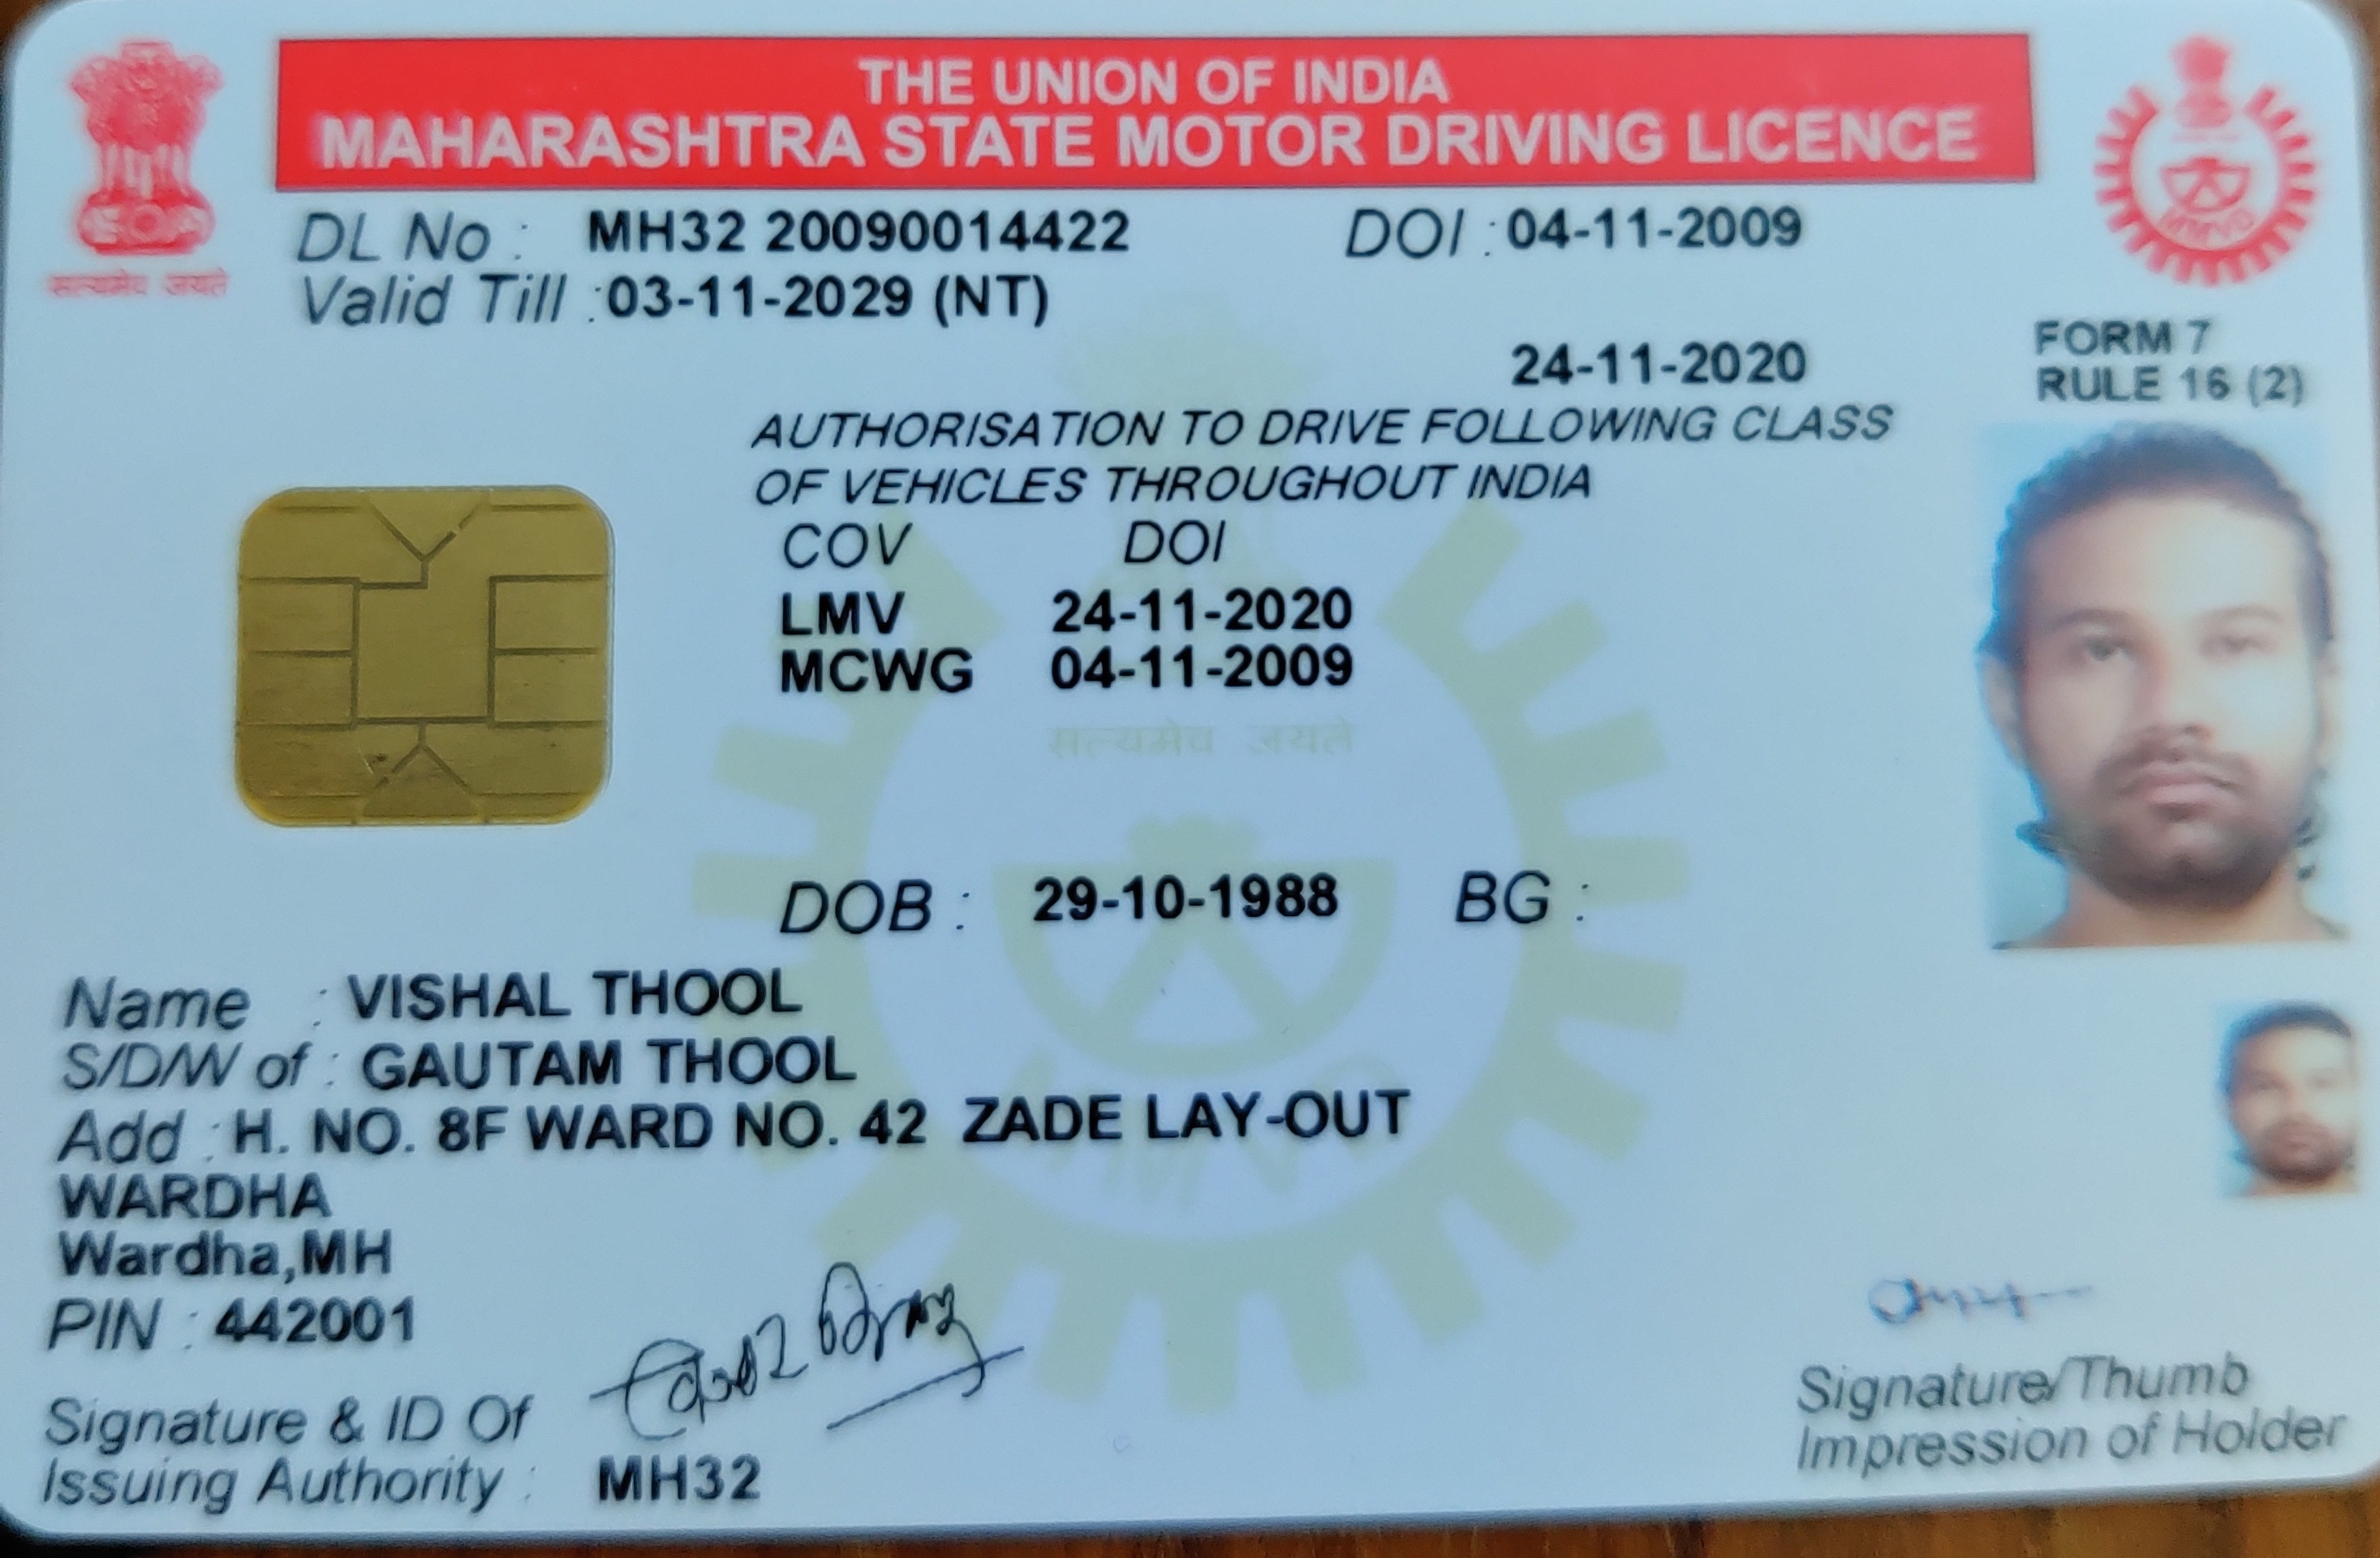 THE UNION OF INDIA
MAHARASHTRA STATE MOTOR DRIVING LICENCE
सत्यमेव जयते
DL No : MH32 20090014422 DOI : 04-11-2009
Valid Till : 03-11-2029 (NT)
24-11-2020
FORM 7
RULE 16 (2)
AUTHORISATION TO DRIVE FOLLOWING CLASS
OF VEHICLES THROUGHOUT INDIA
COV DOI
LMV 24-11-2020
MCWG 04-11-2009
सत्यमेव जयते
DOB : 29-10-1988 BG :
Name : VISHAL THOOL
S/D/W of : GAUTAM THOOL
Add : H. NO. 8F WARD NO. 42 ZADE LAY-OUT
WARDHA
Wardha,MH
PIN : 442001
Signature & ID Of
Issuing Authority : MH32
Signature/Thumb
Impression of Holder